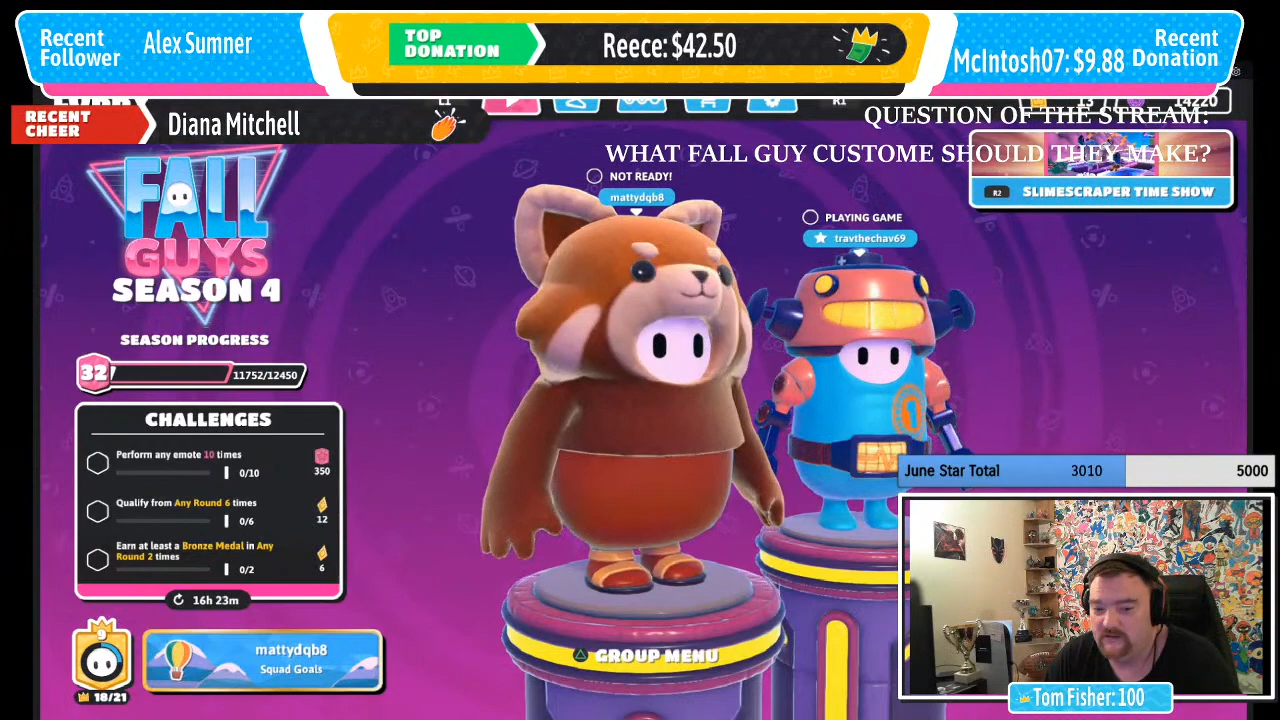 Recent
Follower
Alex Sumner
TOP
DONATION
Reece: $42.50
McIntosh07: $9.88
Recent
Donation
RECENT
CHEER
Diana Mitchell
L1
R1
14220
QUESTION OF THE STREAM:
WHAT FALL GUY CUSTOME SHOULD THEY MAKE?
R2
SLIMESCRAPER TIME SHOW
NOT READY!
mattydqb8
PLAYING GAME
travthechav69
FALL
GUYS
SEASON 4
SEASON PROGRESS
32
11752/12450
CHALLENGES
Perform any emote 10 times
0/10
350
Qualify from Any Round 6 times
0/6
12
Earn at least a Bronze Medal in Any
Round 2 times
0/2
6
16h 23m
9
18/21
mattydqb8
Squad Goals
GROUP MENU
June Star Total 3010 5000
Tom Fisher: 100